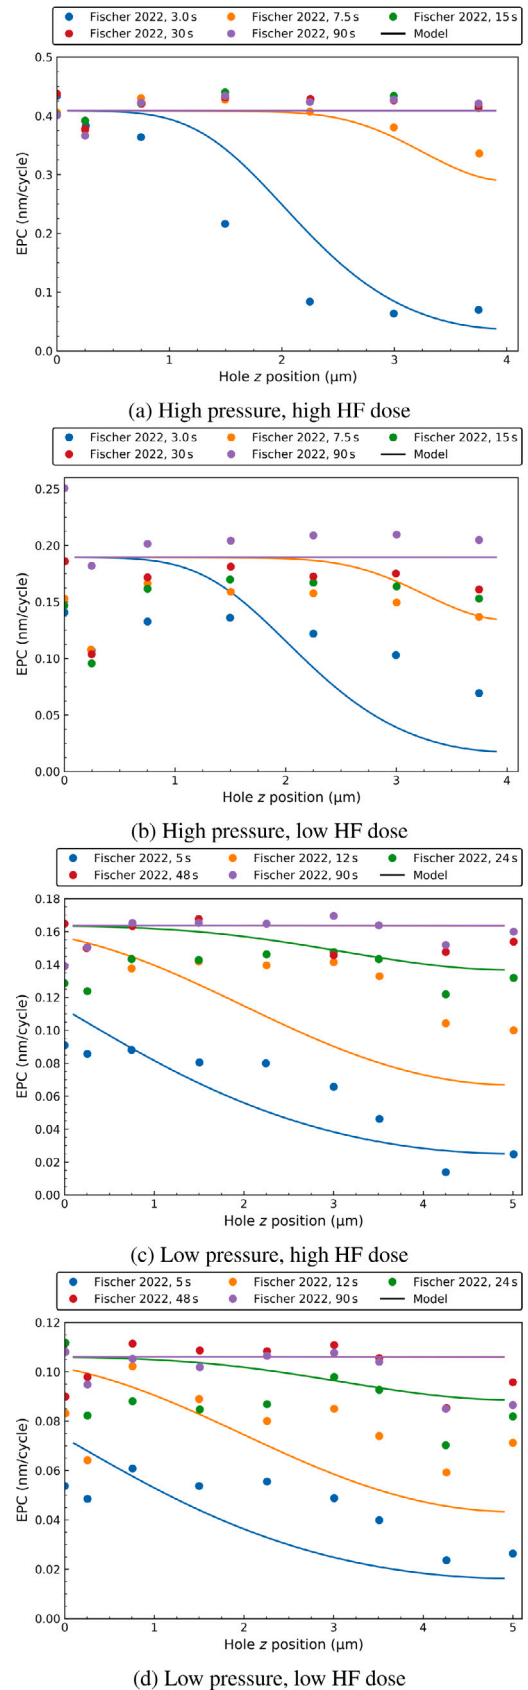 Fischer 2022, 3.0 s Fischer 2022, 7.5 s Fischer 2022, 15 s
Fischer 2022, 30 s Fischer 2022, 90 s Model
0.5
0.4
0.3
0.2
0.1
0.0
EPC (nm/cycle)
0 1 2 3 4
Hole z position (μm)
(a) High pressure, high HF dose
Fischer 2022, 3.0 s Fischer 2022, 7.5 s Fischer 2022, 15 s
Fischer 2022, 30 s Fischer 2022, 90 s Model
0.25
0.20
0.15
0.10
0.05
0.00
EPC (nm/cycle)
0 1 2 3 4
Hole z position (μm)
(b) High pressure, low HF dose
Fischer 2022, 5 s Fischer 2022, 12 s Fischer 2022, 24 s
Fischer 2022, 48 s Fischer 2022, 90 s Model
0.18
0.16
0.14
0.12
0.10
0.08
0.06
0.04
0.02
0.00
EPC (nm/cycle)
0 1 2 3 4 5
Hole z position (μm)
(c) Low pressure, high HF dose
Fischer 2022, 5 s Fischer 2022, 12 s Fischer 2022, 24 s
Fischer 2022, 48 s Fischer 2022, 90 s Model
0.12
0.10
0.08
0.06
0.04
0.02
0.00
EPC (nm/cycle)
0 1 2 3 4 5
Hole z position (μm)
(d) Low pressure, low HF dose